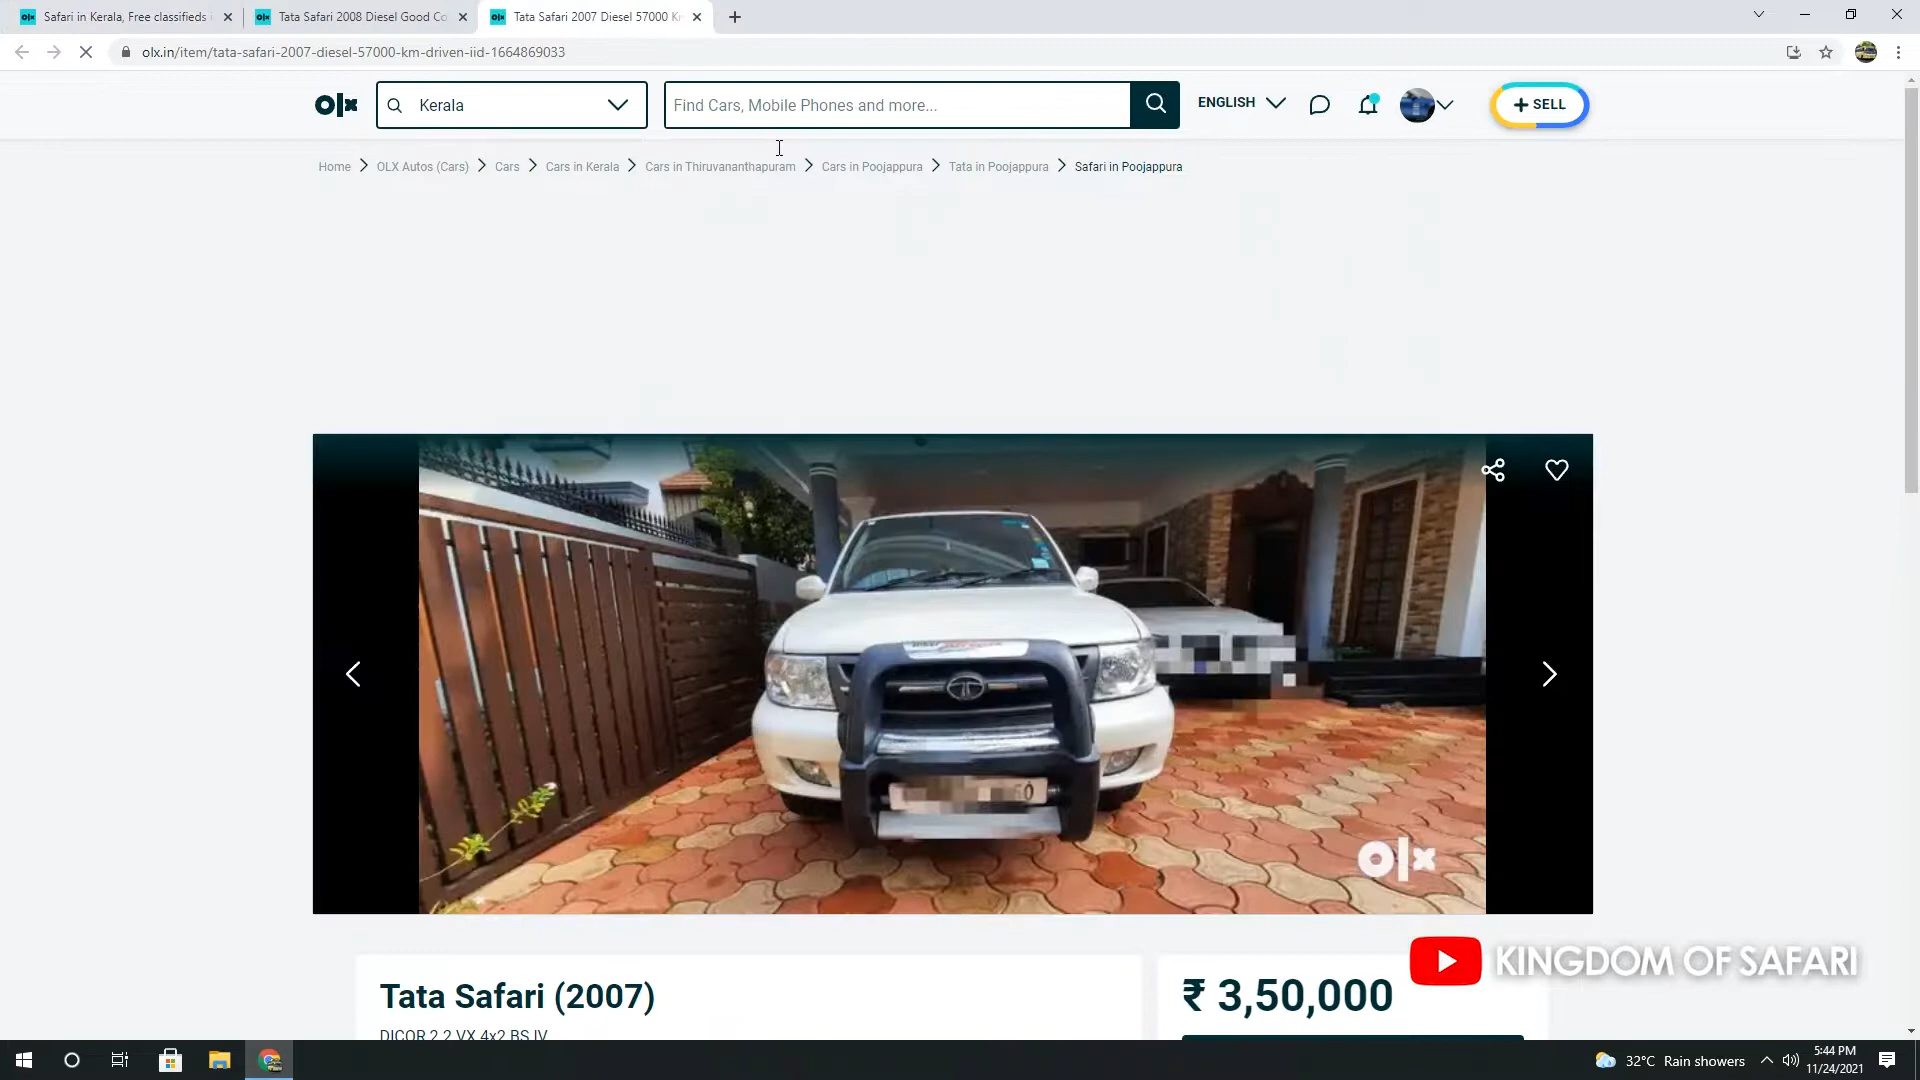 Safari in Kerala, Free classifieds
Tata Safari 2008 Diesel Good Co
Tata Safari 2007 Diesel 57000 K
olx.in/item/tata-safari-2007-diesel-57000-km-driven-iid-1664869033
olx
Kerala
Find Cars, Mobile Phones and more...
ENGLISH
SELL
Home
OLX Autos (Cars)
Cars
Cars in Kerala
Cars in Thiruvananthapuram
Cars in Poojappura
Tata in Poojappura
Safari in Poojappura
olx
KINGDOM OF SAFARI
Tata Safari (2007)
₹ 3,50,000
DICOR 2.2 VX 4x2 BS IV
32°C Rain showers
5:44 PM
11/24/2021